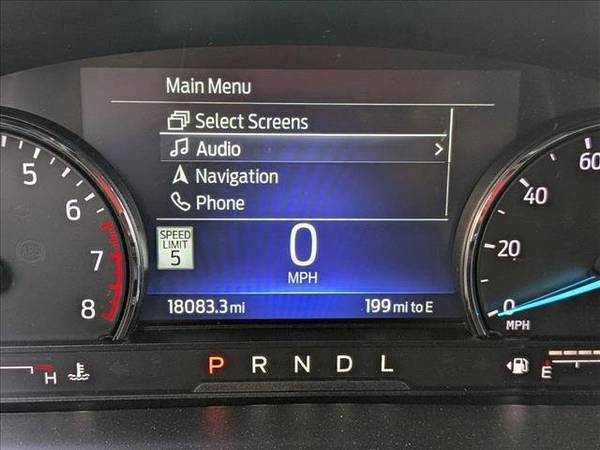 Main Menu
Select Screens
Audio >
Navigation
Phone
SPEED
LIMIT
5
0
MPH
18083.3 mi
199 mi to E
5
6
7
8
60
40
20
0
MPH
P R N D L
H
E